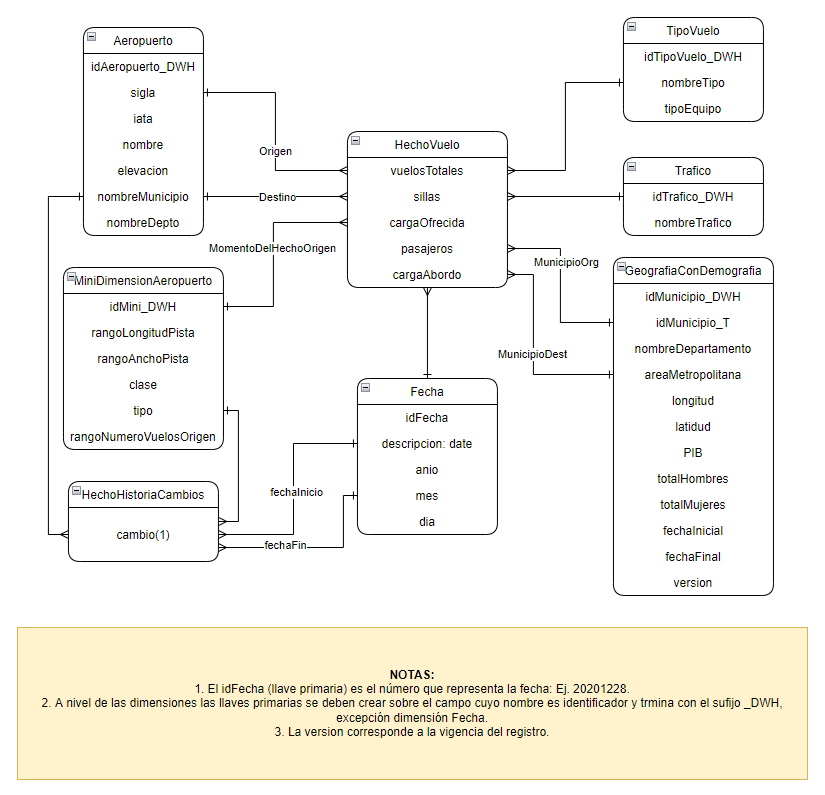 Aeropuerto
idAeropuerto_DWH
sigla
iata
nombre
elevacion
nombreMunicipio
nombreDepto
TipoVuelo
idTipoVuelo_DWH
nombreTipo
tipoEquipo
Origen
Destino
MomentoDelHechoOrigen
HechoVuelo
vuelosTotales
sillas
cargaOfrecida
pasajeros
cargaAbordo
Trafico
idTrafico_DWH
nombreTrafico
MunicipioOrg
MunicipioDest
MiniDimensionAeropuerto
idMini_DWH
rangoLongitudPista
rangoAnchoPista
clase
tipo
rangoNumeroVuelosOrigen
GeografiaConDemografia
idMunicipio_DWH
idMunicipio_T
nombreDepartamento
areaMetropolitana
longitud
latidud
PIB
totalHombres
totalMujeres
fechaInicial
fechaFinal
version
Fecha
idFecha
descripcion: date
anio
mes
dia
fechaInicio
fechaFin
HechoHistoriaCambios
cambio(1)
NOTAS:
1. El idFecha (llave primaria) es el número que representa la fecha: Ej. 20201228.
2. A nivel de las dimensiones las llaves primarias se deben crear sobre el campo cuyo nombre es identificador y trmina con el sufijo _DWH,
excepción dimensión Fecha.
3. La version corresponde a la vigencia del registro.